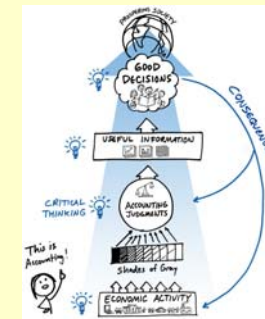 PROSPEROUS SOCIETY
GOOD
DECISIONS
CONSEQUENCES
USEFUL INFORMATION
CRITICAL
THINKING
ACCOUNTING
JUDGMENTS
This is
Accounting!
Shades of Gray
ECONOMIC ACTIVITY